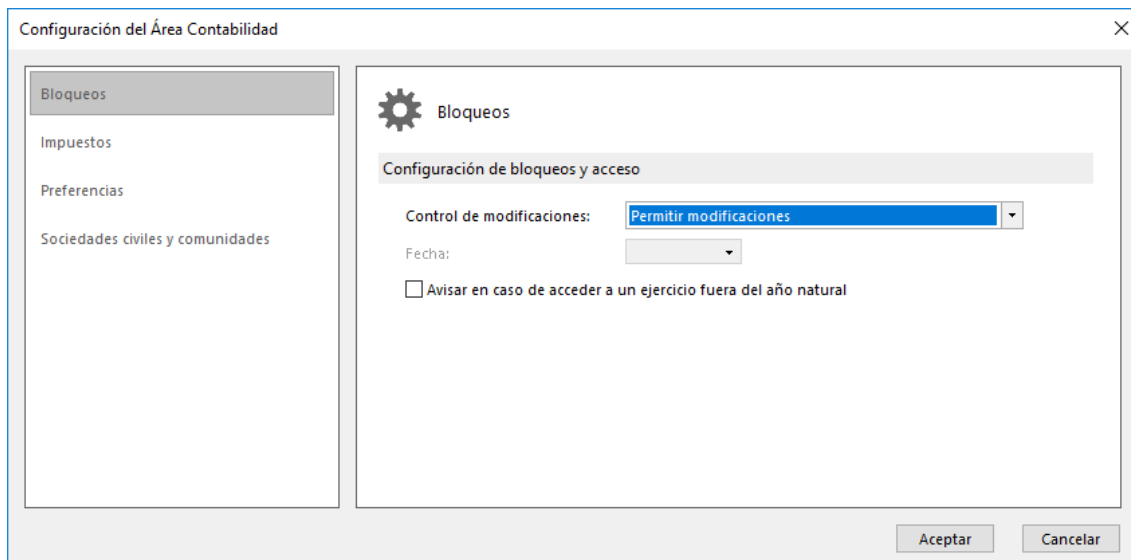 Configuración del Área Contabilidad
Bloqueos
Impuestos
Preferencias
Sociedades civiles y comunidades
Bloqueos
Configuración de bloqueos y acceso
Control de modificaciones: Permitir modificaciones
Fecha:
Avisar en caso de acceder a un ejercicio fuera del año natural
Aceptar Cancelar